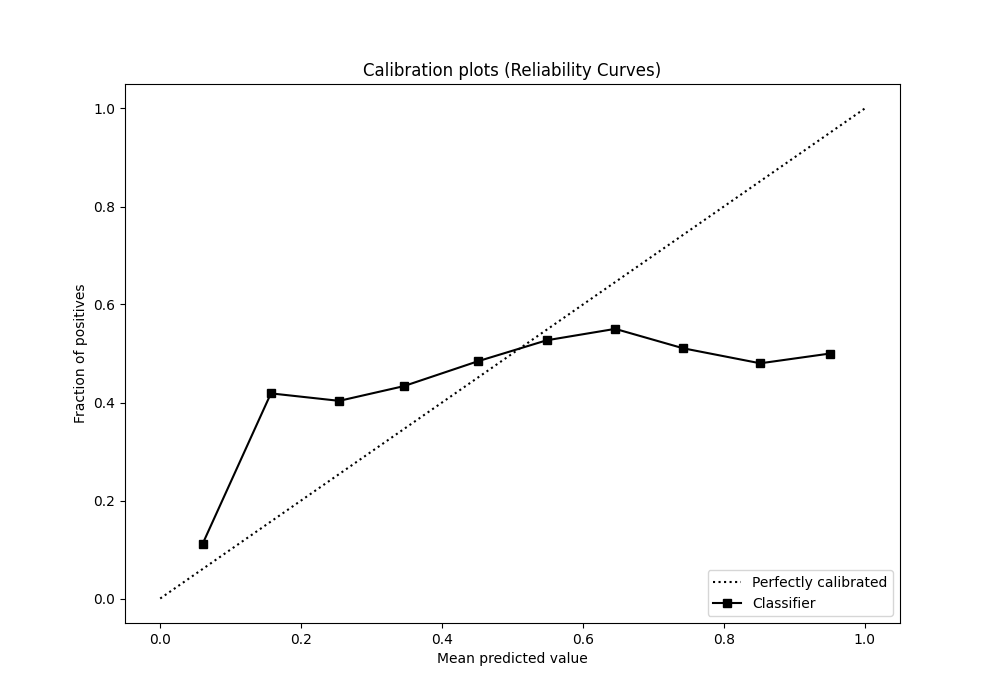 Calibration plots (Reliability Curves)
1.0
0.8
0.6
0.4
0.2
0.0
Fraction of positives
0.0 0.2 0.4 0.6 0.8 1.0
Mean predicted value
Perfectly calibrated
Classifier